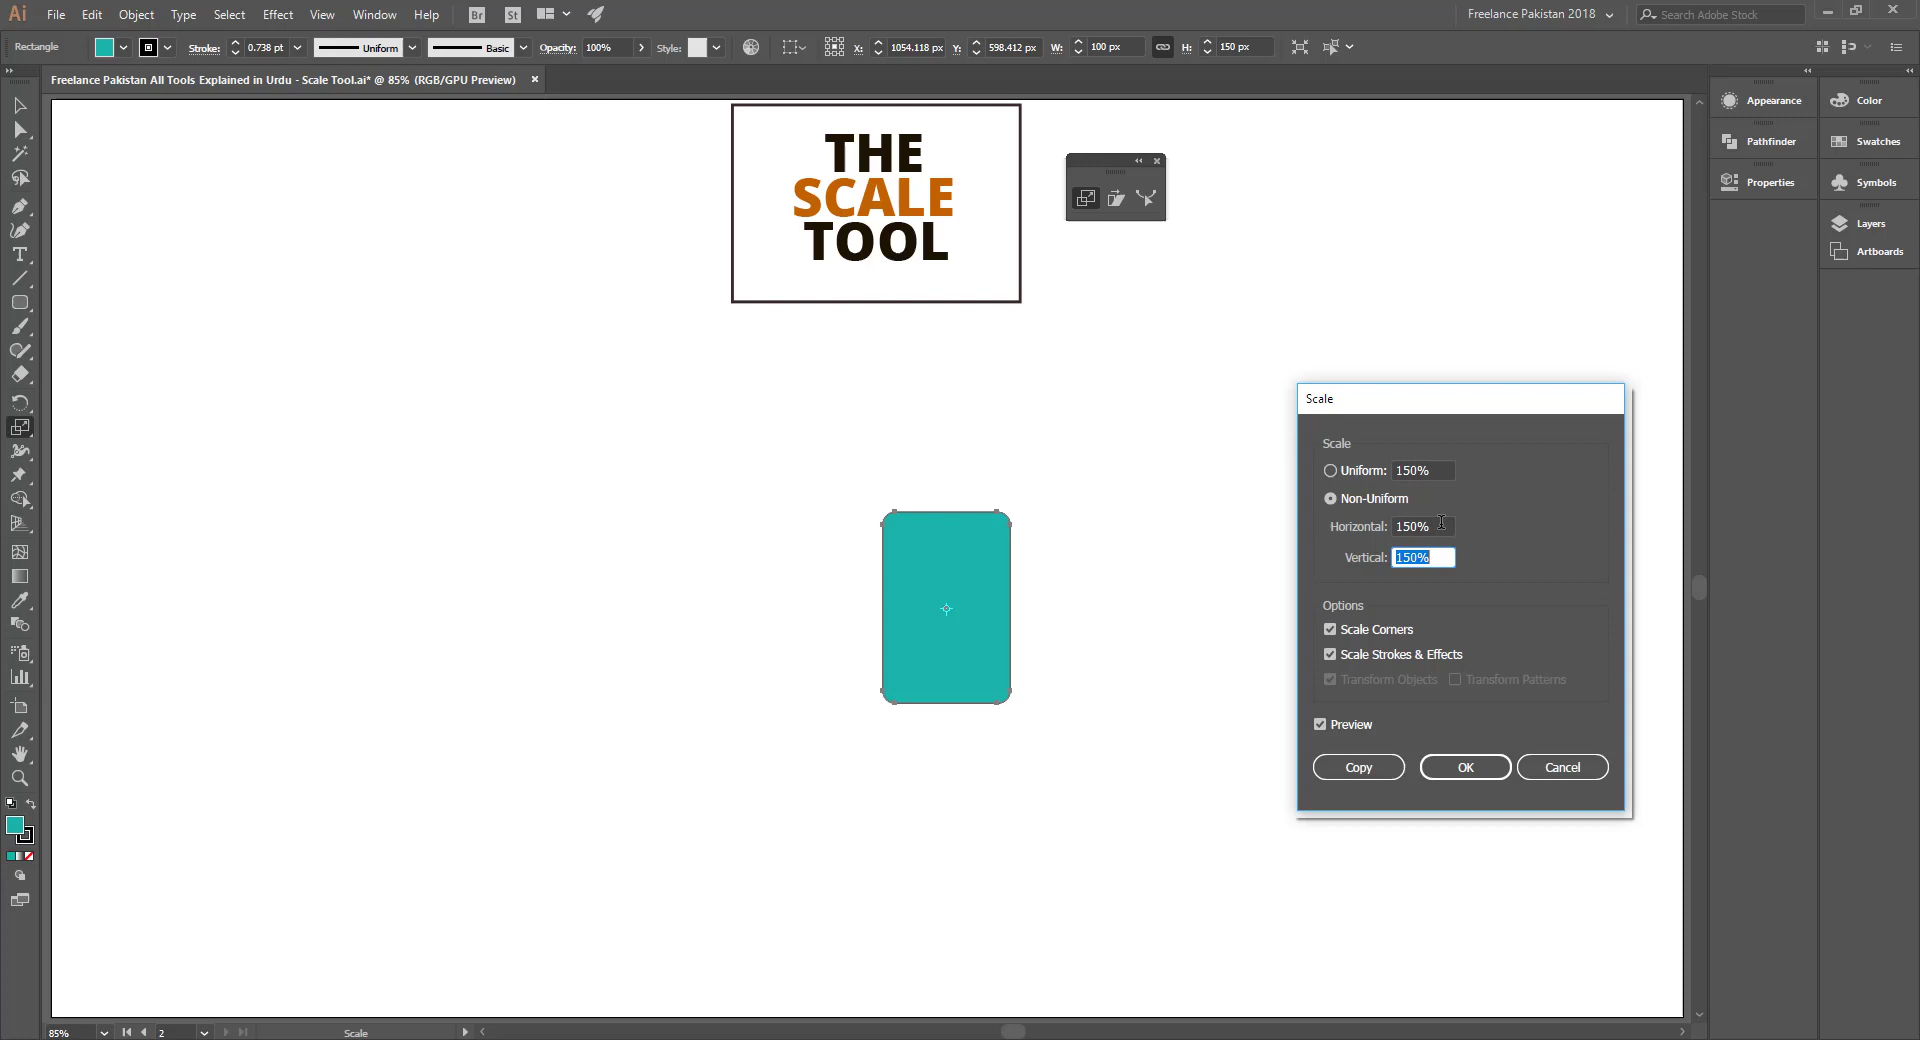 Ai File Edit Object Type Select Effect View Window Help Br St Freelance Pakistan 2018 Search Adobe Stock
Rectangle Stroke: 0.738 pt Uniform Basic Opacity: 100% Style: X: 1054.118 px Y: 598.412 px W: 100 px H: 150 px
Freelance Pakistan All Tools Explained in Urdu - Scale Tool.ai* @ 85% (RGB/GPU Preview)
THE
SCALE
TOOL
Appearance
Pathfinder
Properties
Color
Swatches
Symbols
Layers
Artboards
Scale
Scale
Uniform: 150%
Non-Uniform
Horizontal: 150%
Vertical: 150%
Options
Scale Corners
Scale Strokes & Effects
Transform Objects Transform Patterns
Preview
Copy OK Cancel
85% 2 Scale